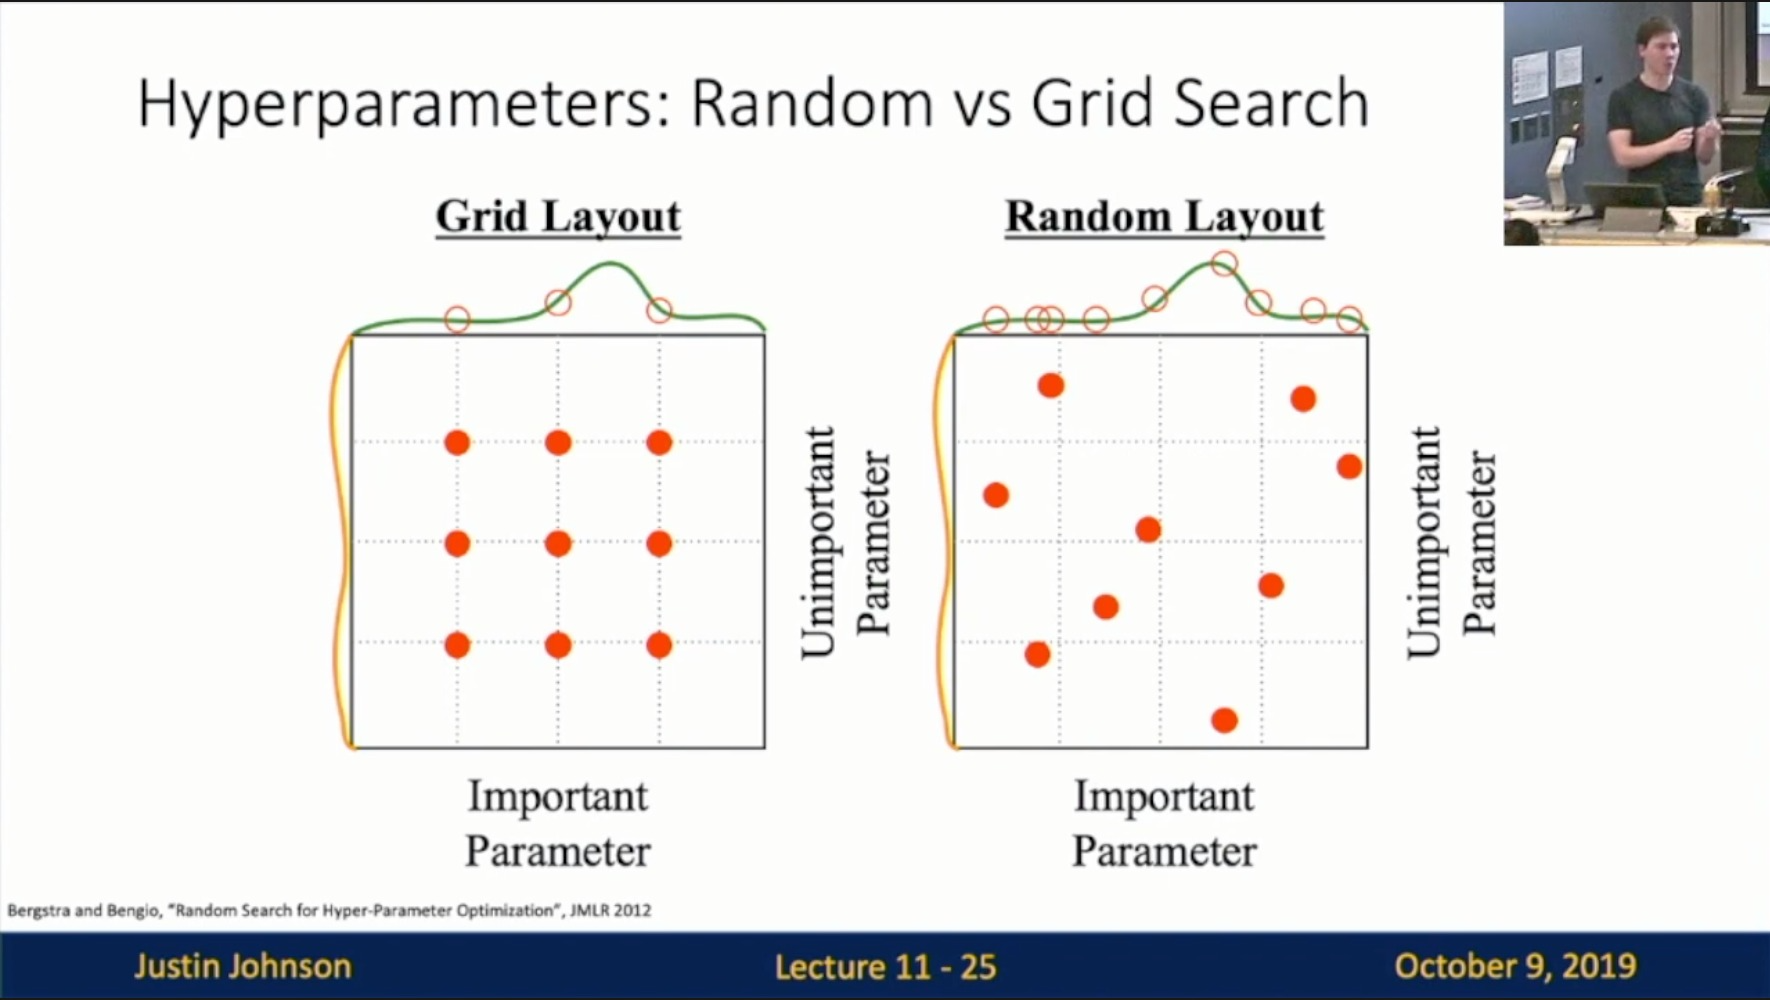 Hyperparameters: Random vs Grid Search
Grid Layout
Unimportant
Parameter
Important
Parameter
Random Layout
Unimportant
Parameter
Important
Parameter
Bergstra and Bengio, "Random Search for Hyper-Parameter Optimization", JMLR 2012
Justin Johnson
Lecture 11 - 25
October 9, 2019